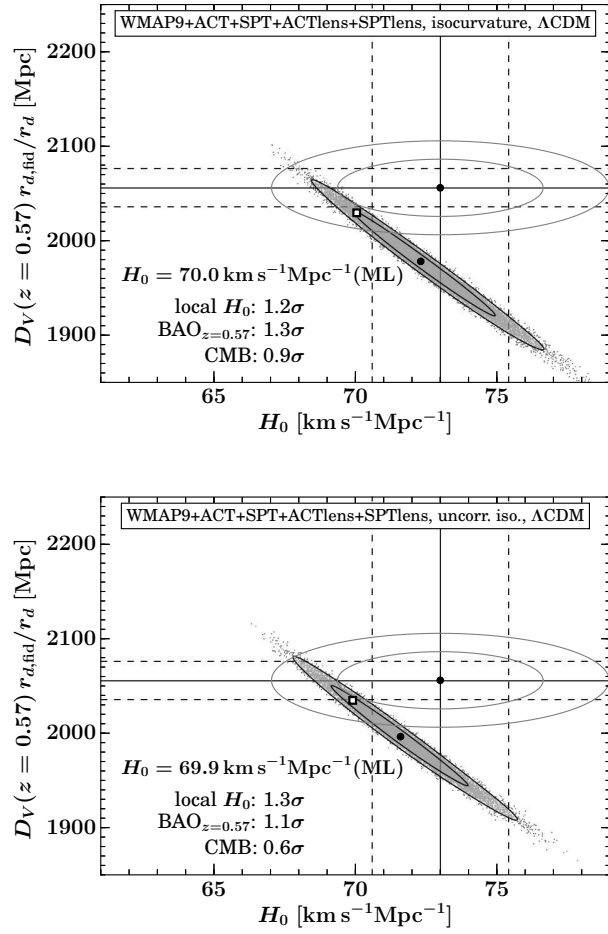 WMAP9+ACT+SPT+ACTlens+SPTlens, isocurvature, ΛCDM
2200
2100
2000
1900
D_V(z = 0.57) r_{d,fid}/r_d [Mpc]
H_0 = 70.0 km s^{−1}Mpc^{−1}(ML)
local H_0: 1.2σ
BAO_{z=0.57}: 1.3σ
CMB: 0.9σ
65 70 75
H_0 [km s^{−1}Mpc^{−1}]
WMAP9+ACT+SPT+ACTlens+SPTlens, uncorr. iso., ΛCDM
2200
2100
2000
1900
D_V(z = 0.57) r_{d,fid}/r_d [Mpc]
H_0 = 69.9 km s^{−1}Mpc^{−1}(ML)
local H_0: 1.3σ
BAO_{z=0.57}: 1.1σ
CMB: 0.6σ
65 70 75
H_0 [km s^{−1}Mpc^{−1}]